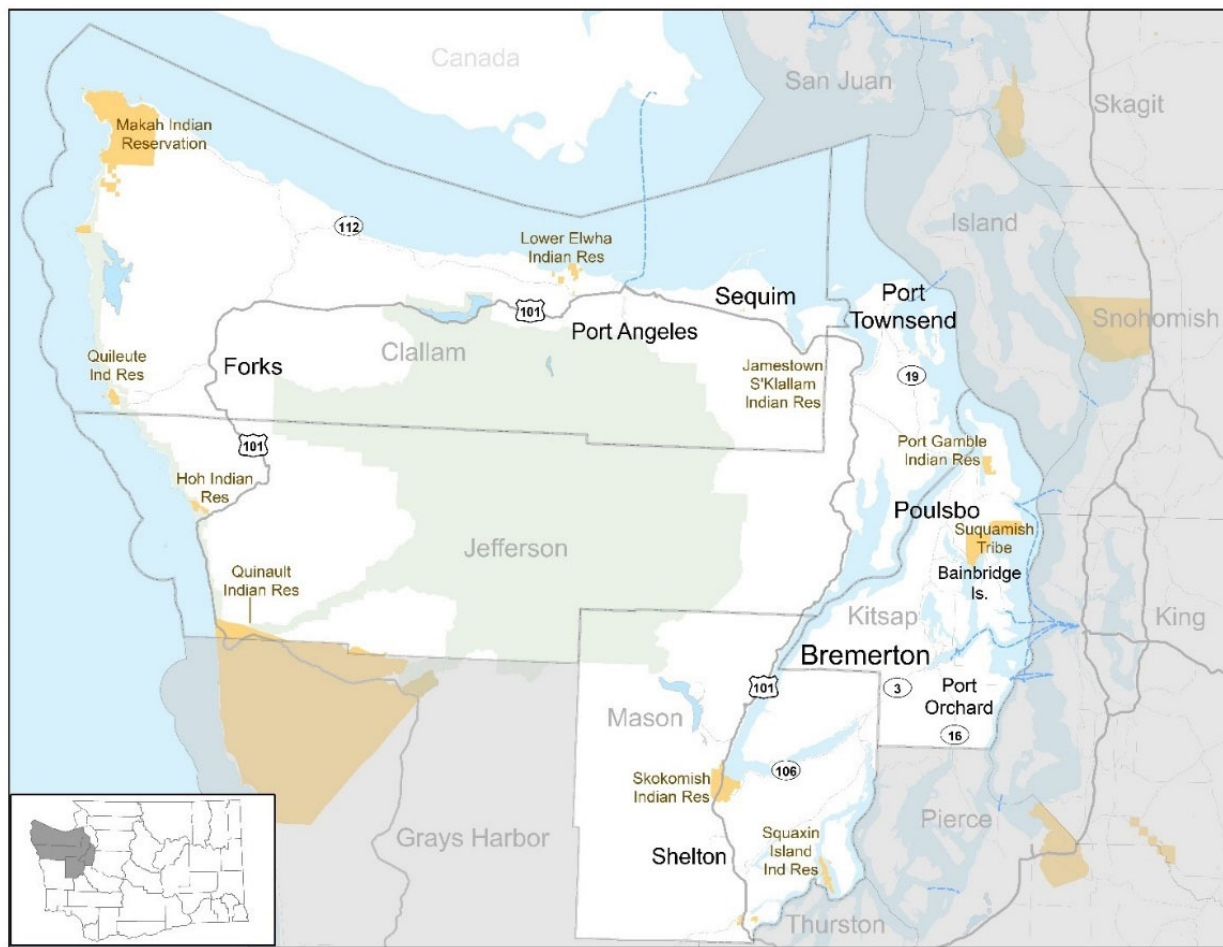 Canada
San Juan
Skagit
Makah Indian
Reservation
112
Island
Lower Elwha
Indian Res
Sequim
Port
Townsend
Snohomish
101
Port Angeles
Clallam
Forks
Quileute
Ind Res
Jamestown
S'Klallam
Indian Res
19
101
Port Gamble
Indian Res
Hoh Indian
Res
Poulsbo
Suquamish
Tribe
Jefferson
Bainbridge
Is.
Quinault
Indian Res
Kitsap
King
Bremerton
101
3
Port
Orchard
16
Mason
106
Skokomish
Indian Res
Pierce
Grays Harbor
Shelton
Squaxin
Island
Ind Res
Thurston